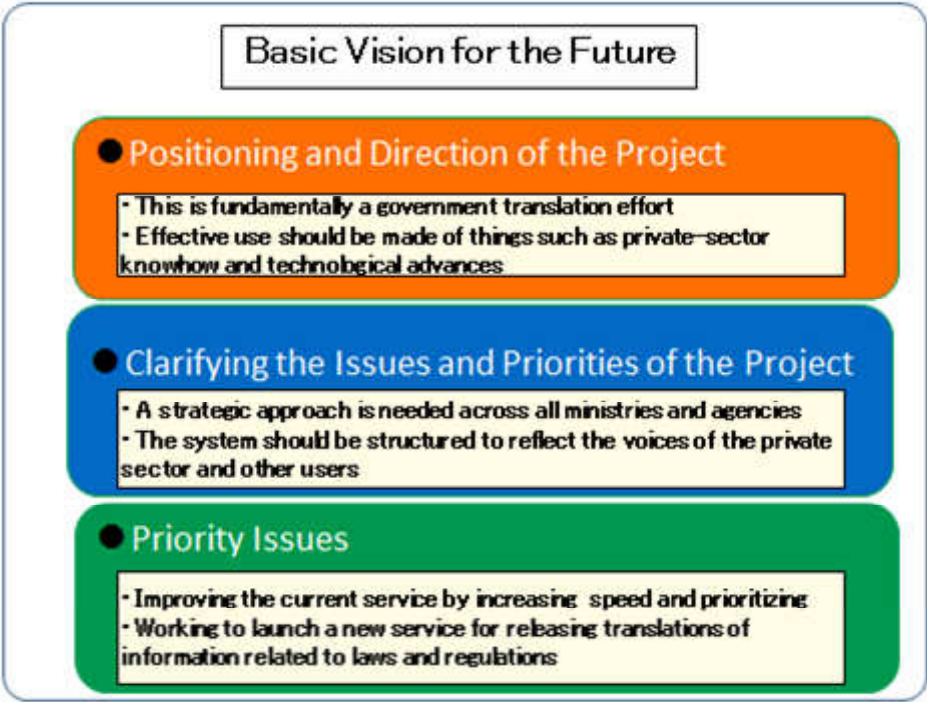 Basic Vision for the Future
●Positioning and Direction of the Project
・This is fundamentally a government translation effort
・Effective use should be made of things such as private-sector
knowhow and technological advances
●Clarifying the Issues and Priorities of the Project
・A strategic approach is needed across all ministries and agencies
・The system should be structured to reflect the voices of the private
sector and other users
●Priority Issues
・Improving the current service by increasing speed and prioritizing
・Working to launch a new service for releasing translations of
information related to laws and regulations